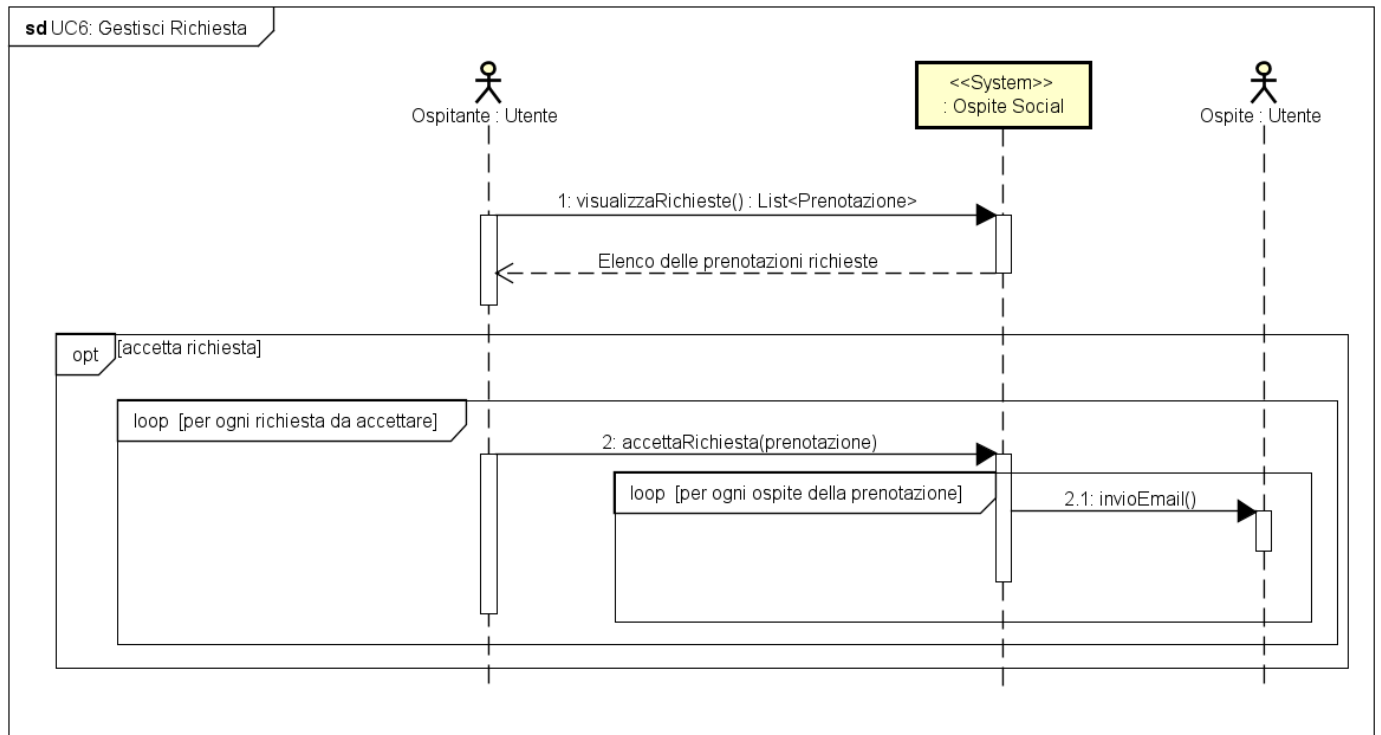 sd UC6: Gestisci Richiesta
Ospitante : Utente
<<System>>
: Ospite Social
Ospite : Utente
1: visualizzaRichieste() : List<Prenotazione>
Elenco delle prenotazioni richieste
opt [accetta richiesta]
loop [per ogni richiesta da accettare]
2: accettaRichiesta(prenotazione)
loop [per ogni ospite della prenotazione]
2.1: invioEmail()